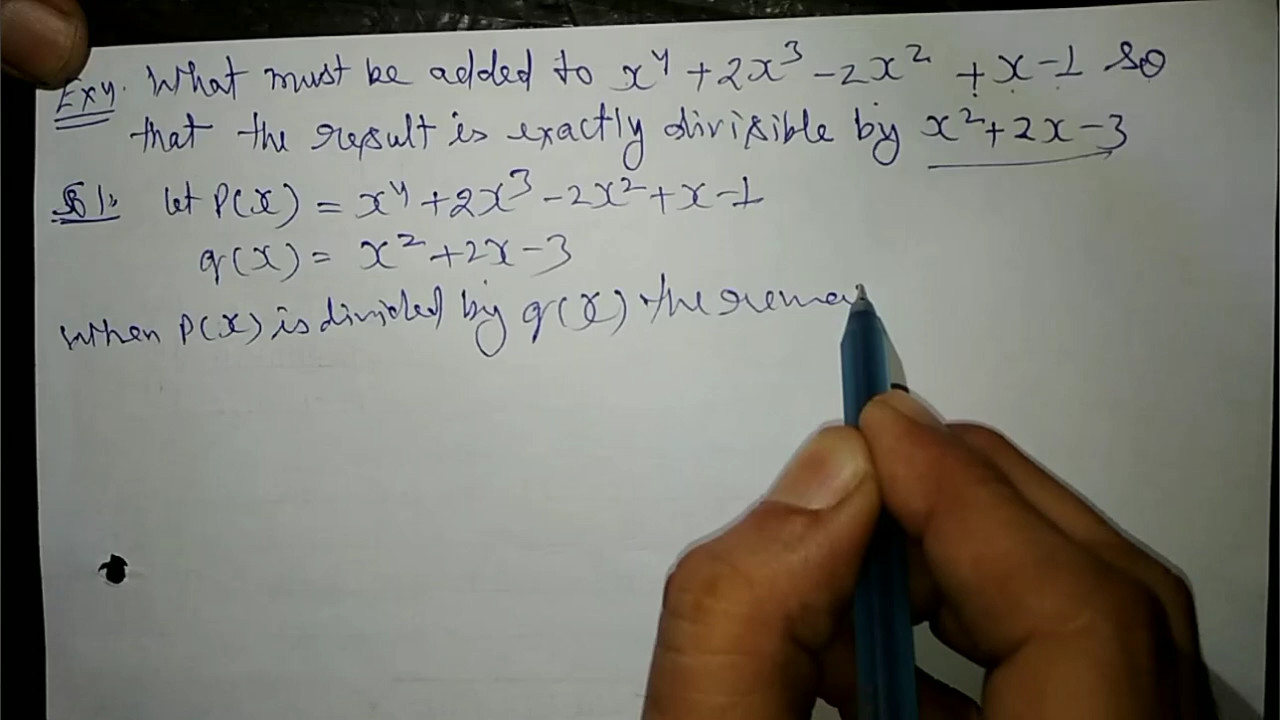 Ex4. What must be added to x⁴ + 2x³ - 2x² + x - 1 so
that the result is exactly divisible by x² + 2x - 3
Sol: let P(x) = x⁴ + 2x³ - 2x² + x - 1
q(x) = x² + 2x - 3
when P(x) is divided by q(x) the remai